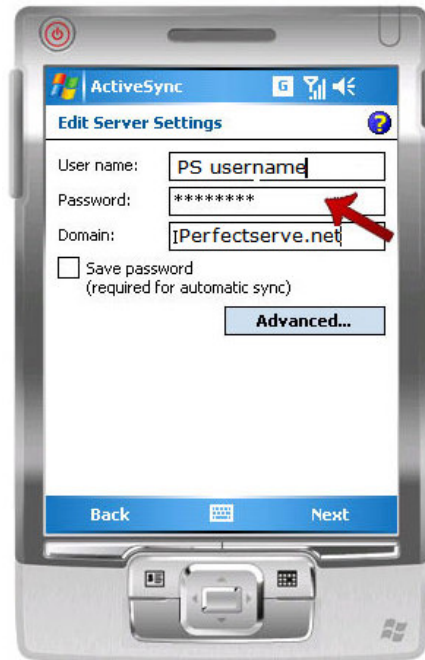 ActiveSync G
Edit Server Settings ?
User name: PS username
Password: ********
Domain: IPerfectserve.net
Save password
(required for automatic sync)
Advanced...
Back Next